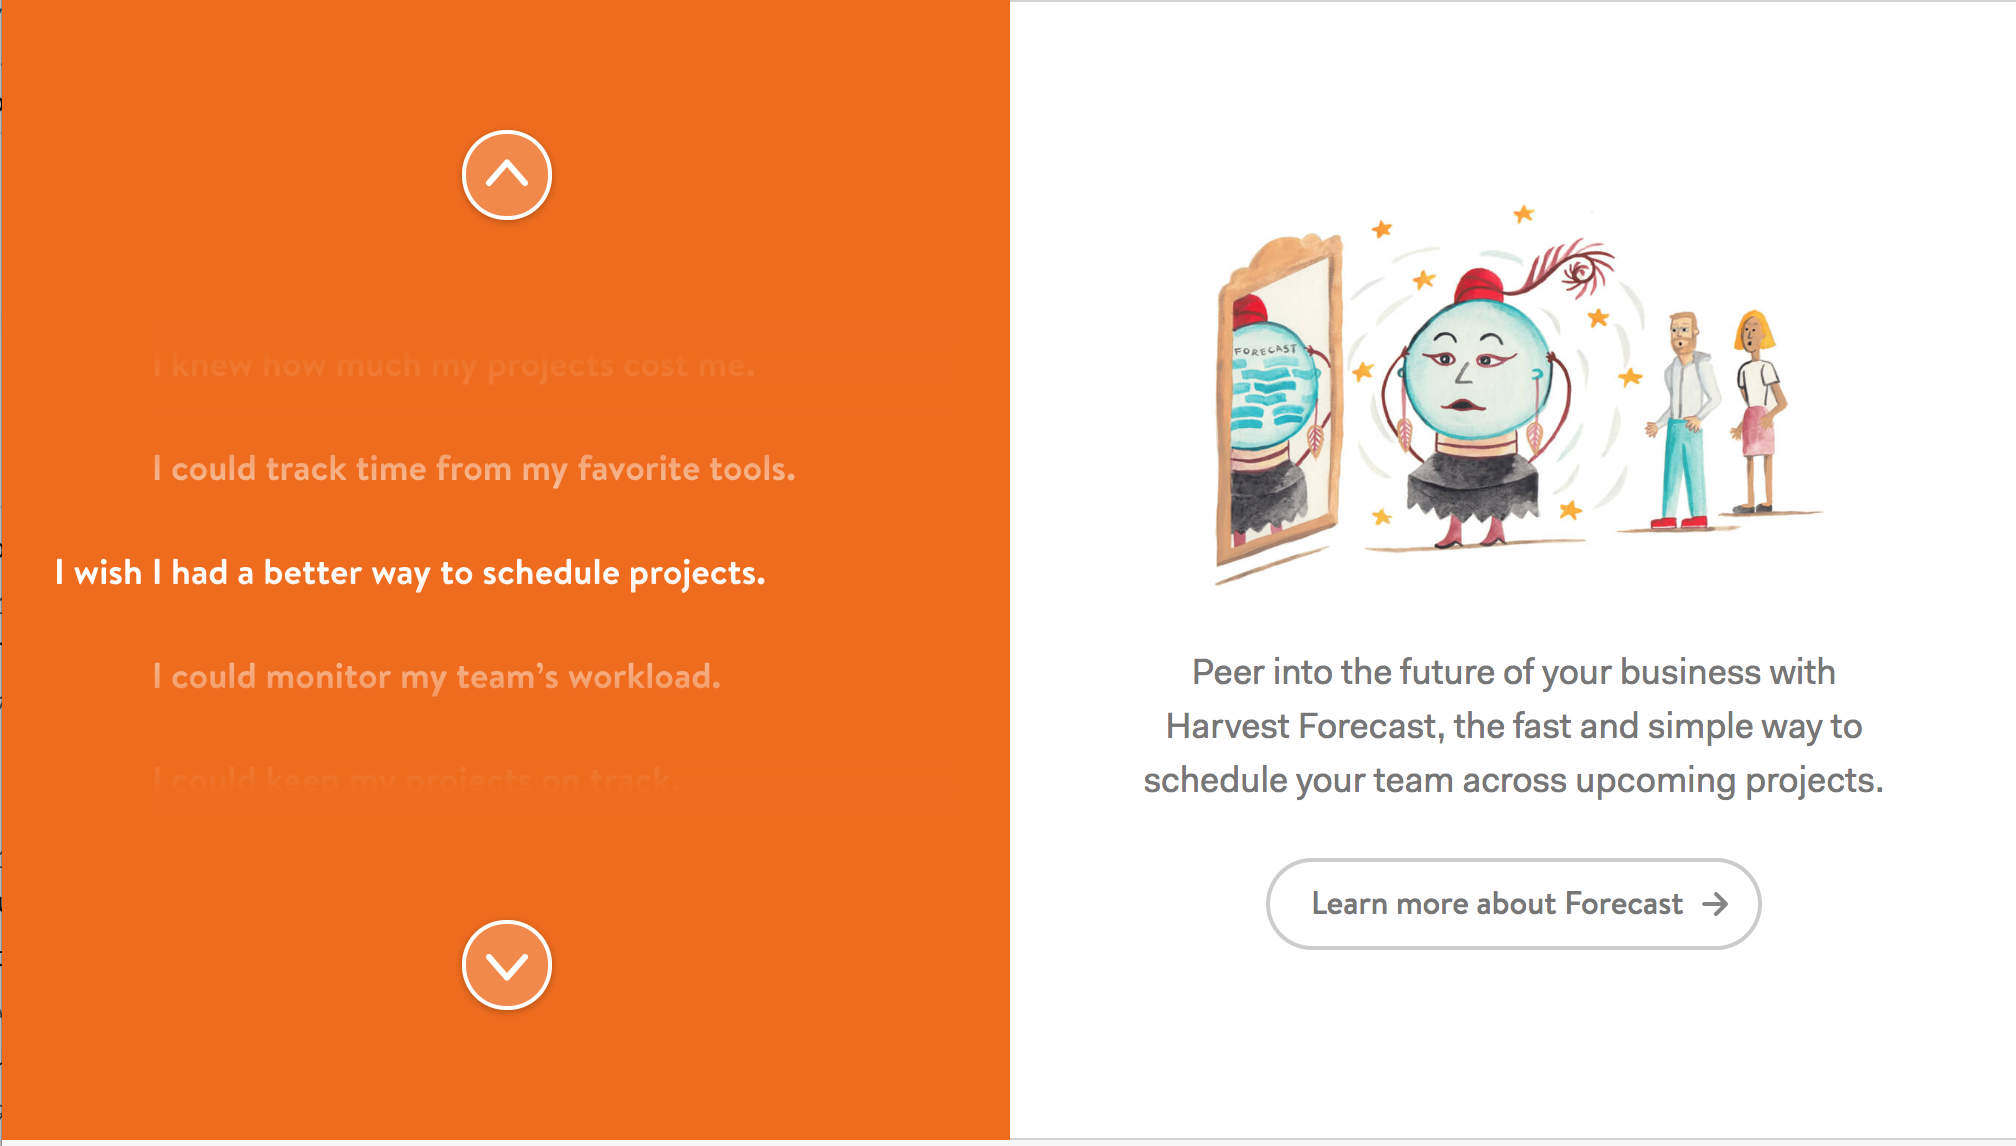 I knew how much my projects cost me.
I could track time from my favorite tools.
I wish I had a better way to schedule projects.
I could monitor my team’s workload.
I could keep my projects on track.
FORECAST
Peer into the future of your business with
Harvest Forecast, the fast and simple way to
schedule your team across upcoming projects.
Learn more about Forecast →